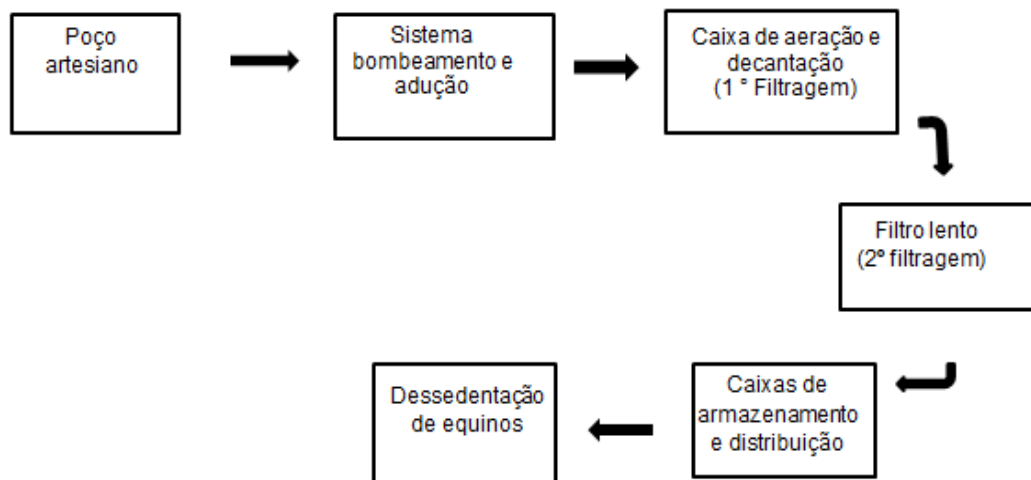 Poço
artesiano
Sistema
bombeamento e
adução
Caixa de aeração e
decantação
(1 ° Filtragem)
Filtro lento
(2º filtragem)
Caixas de
armazenamento
e distribuição
Dessedentação
de equinos